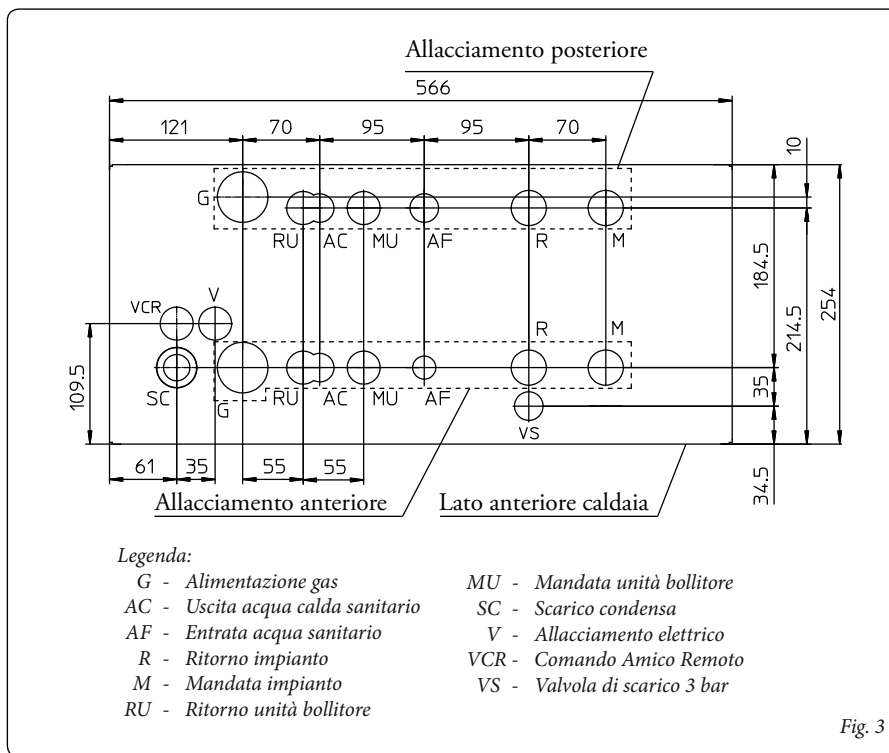 Allacciamento posteriore
566
121 70 95 95 70 10
G
RU AC MU AF R M
184.5
254
214.5
VCR V
R M
109.5
35
SC G RU AC MU AF
VS
34.5
61 35 55 55
Allacciamento anteriore Lato anteriore caldaia
Legenda:
G - Alimentazione gas
AC - Uscita acqua calda sanitario
AF - Entrata acqua sanitario
R - Ritorno impianto
M - Mandata impianto
RU - Ritorno unità bollitore
MU - Mandata unità bollitore
SC - Scarico condensa
V - Allacciamento elettrico
VCR - Comando Amico Remoto
VS - Valvola di scarico 3 bar
Fig. 3